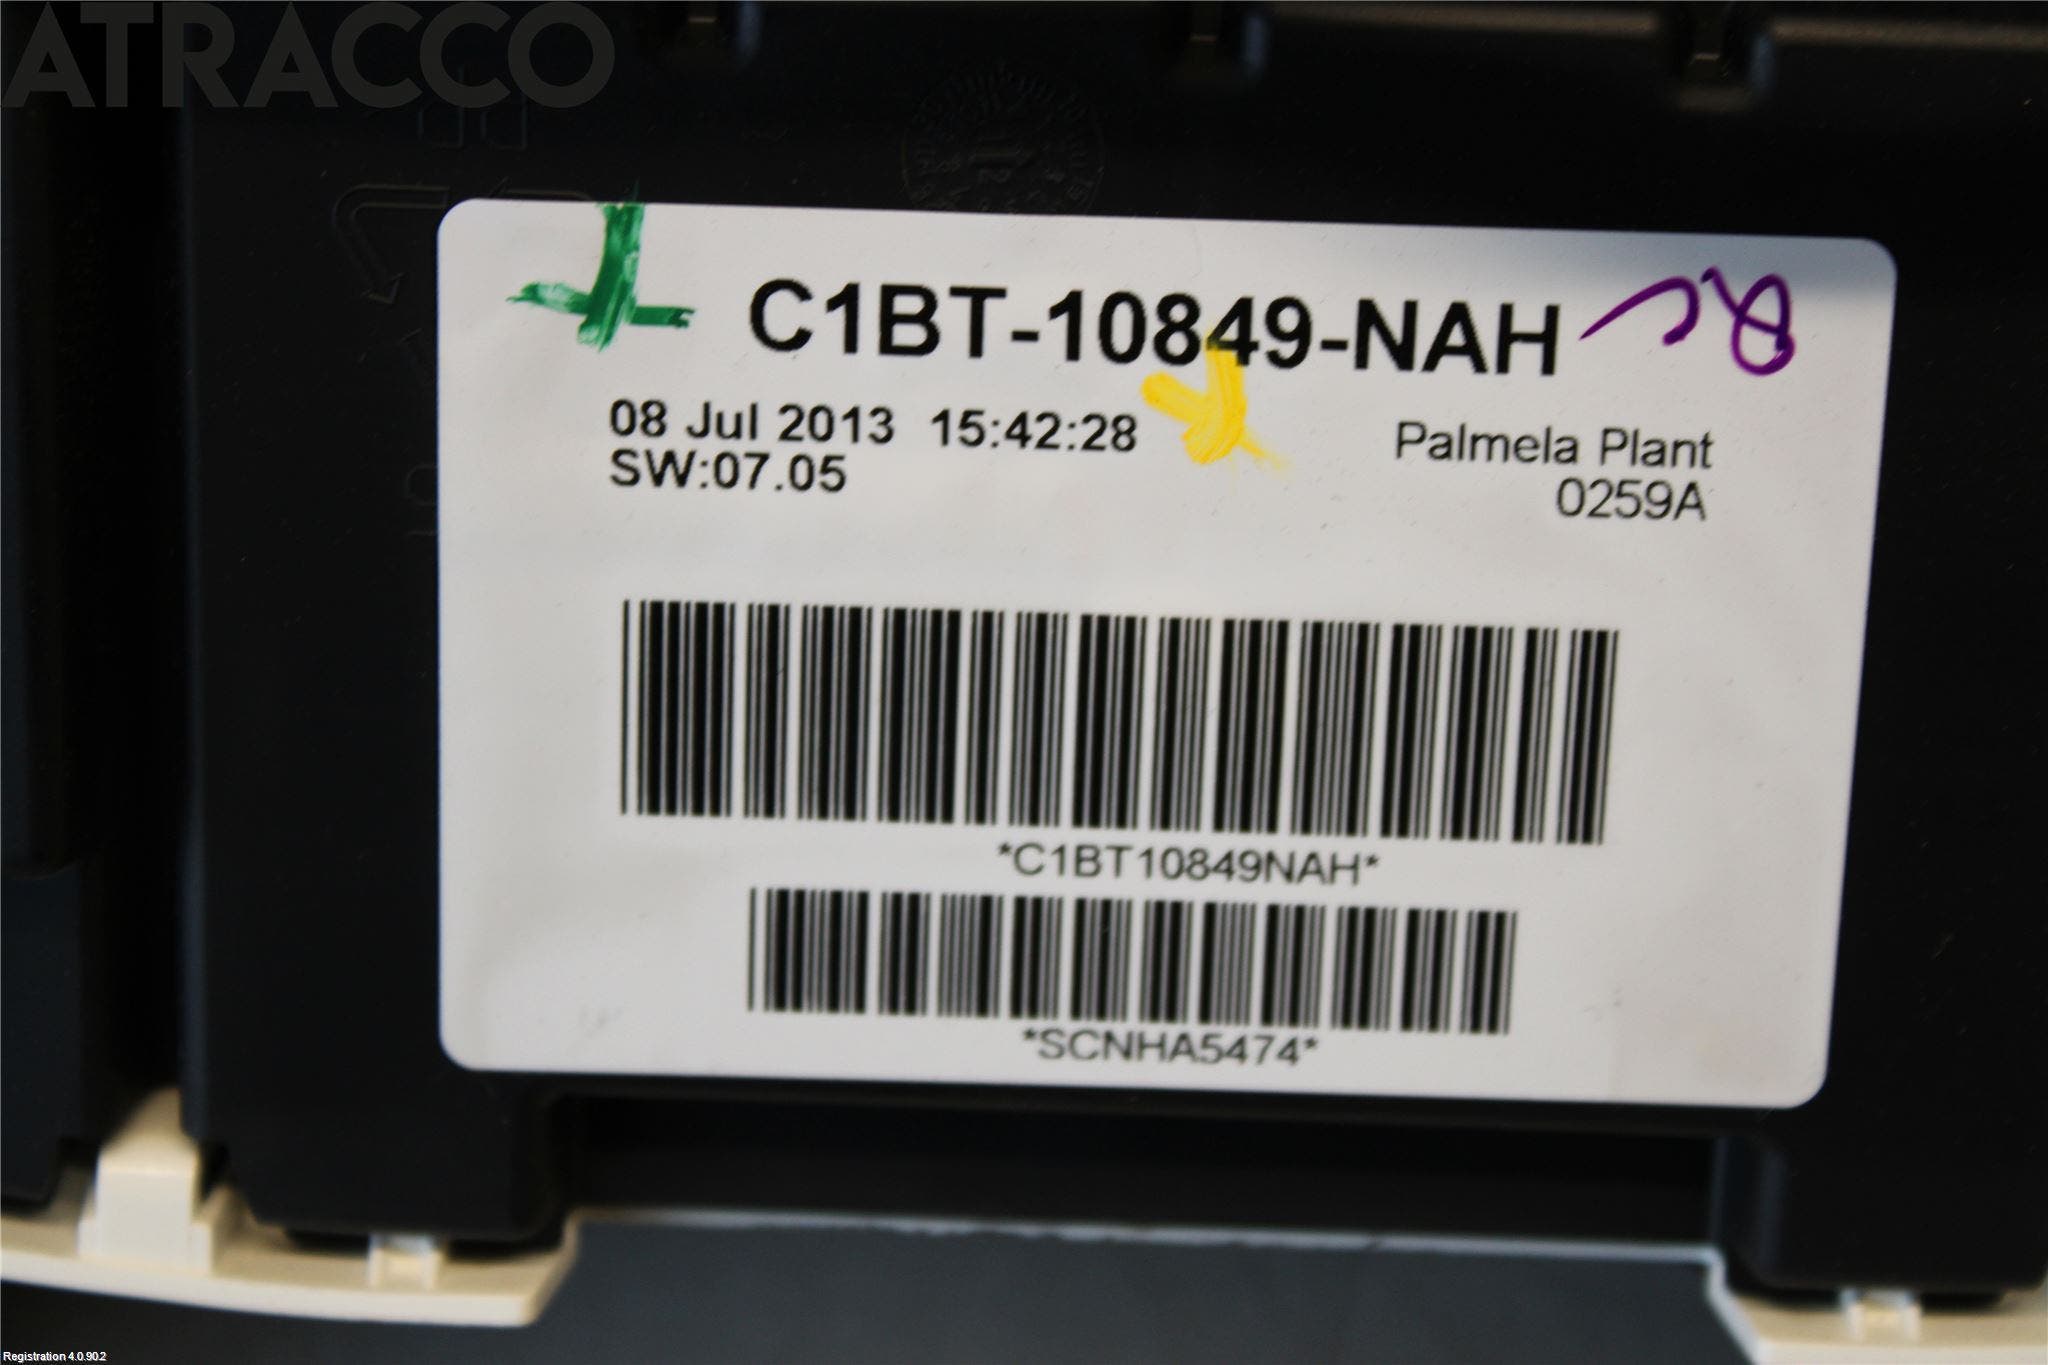 ATRACCO
C1BT-10849-NAH
08 Jul 2013 15:42:28
SW:07.05
Palmela Plant
0259A
*C1BT10849NAH*
*SCNHA5474*
Registration 4.0.90.2